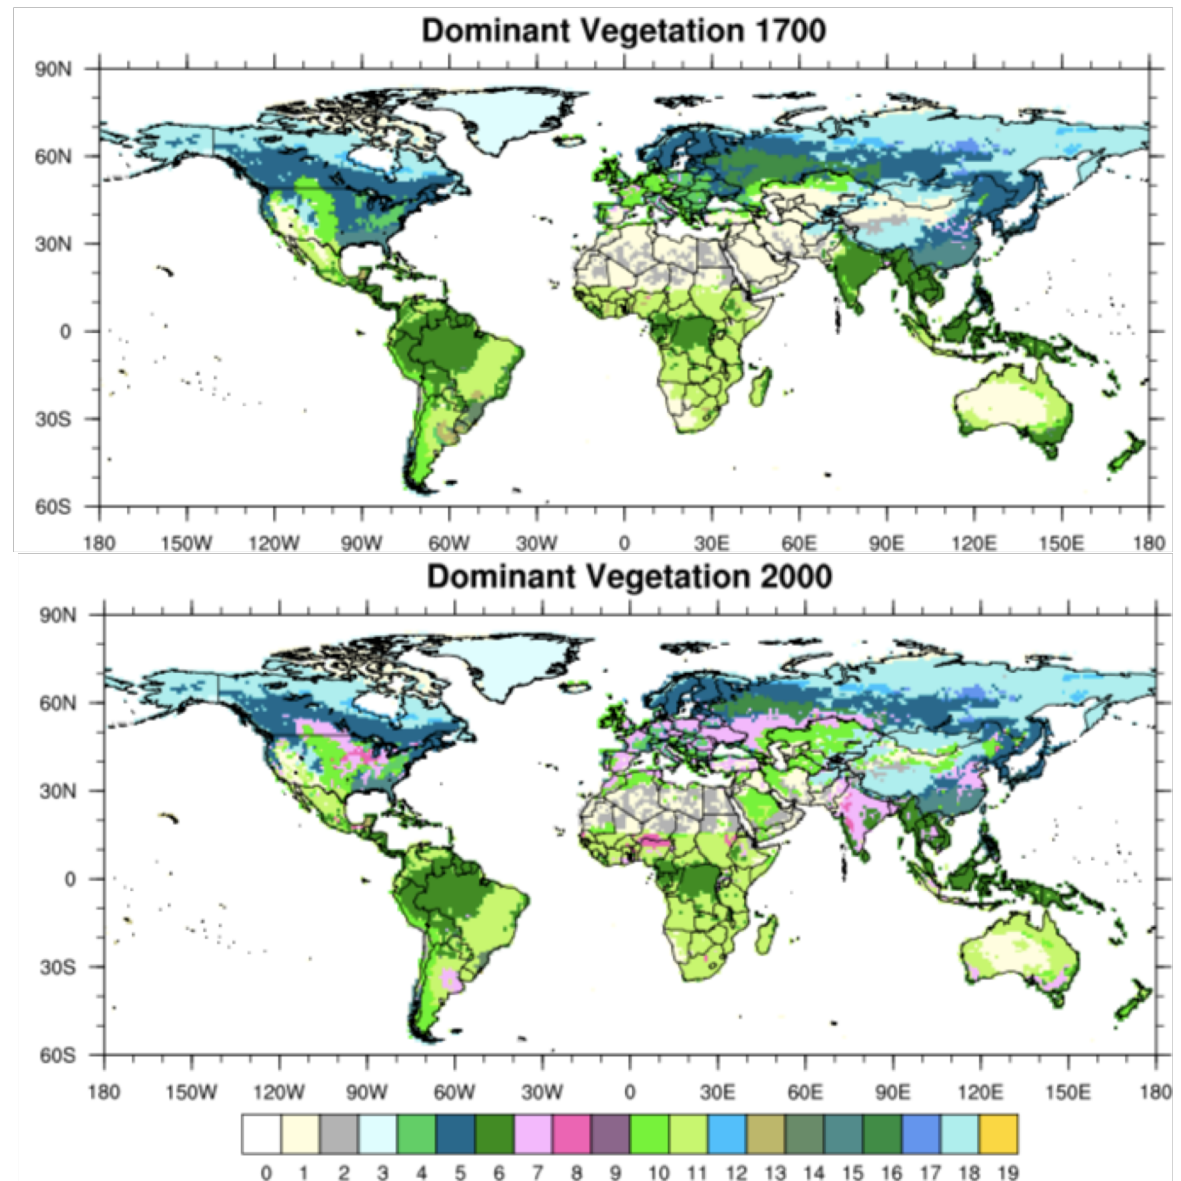 Dominant Vegetation 1700
90N
60N
30N
0
30S
60S
180 150W 120W 90W 60W 30W 0 30E 60E 90E 120E 150E 180
Dominant Vegetation 2000
90N
60N
30N
0
30S
60S
180 150W 120W 90W 60W 30W 0 30E 60E 90E 120E 150E 180
0 1 2 3 4 5 6 7 8 9 10 11 12 13 14 15 16 17 18 19